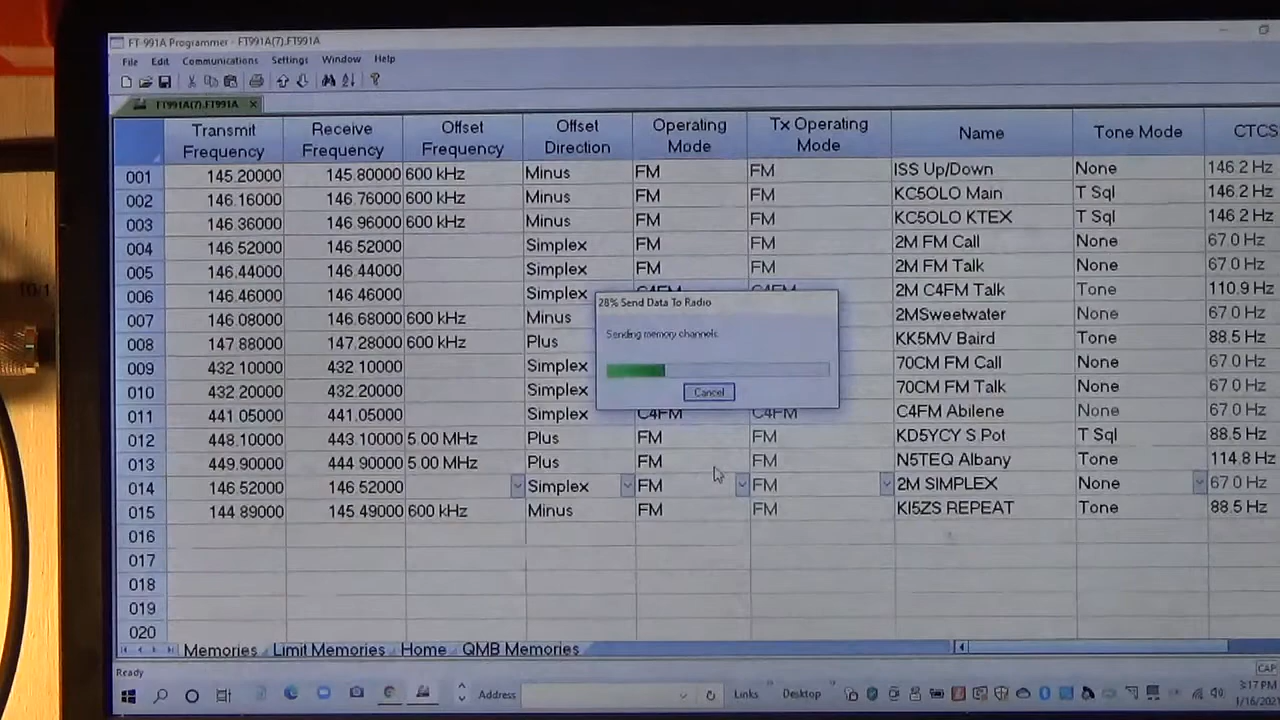 FT-991A Programmer - FT991A(7).FT991A
File Edit Communications Settings Window Help
FT991A(7).FT991A
Transmit Frequency Receive Frequency Offset Frequency Offset Direction Operating Mode Tx Operating Mode Name Tone Mode CTCS
001 145.20000 145.80000 600 kHz Minus FM FM ISS Up/Down None 146.2 Hz
002 146.16000 146.76000 600 kHz Minus FM FM KC5OLO Main T Sql 146.2 Hz
003 146.36000 146.96000 600 kHz Minus FM FM KC5OLO KTEX T Sql 146.2 Hz
004 146.52000 146.52000 Simplex FM FM 2M FM Call None 67.0 Hz
005 146.44000 146.44000 Simplex FM FM 2M FM Talk None 67.0 Hz
006 146.46000 146.46000 Simplex C4FM C4FM 2M C4FM Talk Tone 110.9 Hz
007 146.08000 146.68000 600 kHz Minus 2MSweetwater None 67.0 Hz
008 147.88000 147.28000 600 kHz Plus KK5MV Baird Tone 88.5 Hz
009 432.10000 432.10000 Simplex 70CM FM Call None 67.0 Hz
010 432.20000 432.20000 Simplex 70CM FM Talk None 67.0 Hz
011 441.05000 441.05000 Simplex C4FM C4FM C4FM Abilene None 67.0 Hz
012 448.10000 443.10000 5.00 MHz Plus FM FM KD5YCY S.Pot T Sql 88.5 Hz
013 449.90000 444.90000 5.00 MHz Plus FM FM N5TEQ Albany Tone 114.8 Hz
014 146.52000 146.52000 Simplex FM FM 2M SIMPLEX None 67.0 Hz
015 144.89000 145.49000 600 kHz Minus FM FM KI5ZS REPEAT Tone 88.5 Hz
016
017
018
019
020
28% Send Data To Radio
Sending memory channels.
Cancel
Memories Limit Memories Home QMB Memories
Ready CAP
Address Links Desktop
3:17 PM
1/16/202